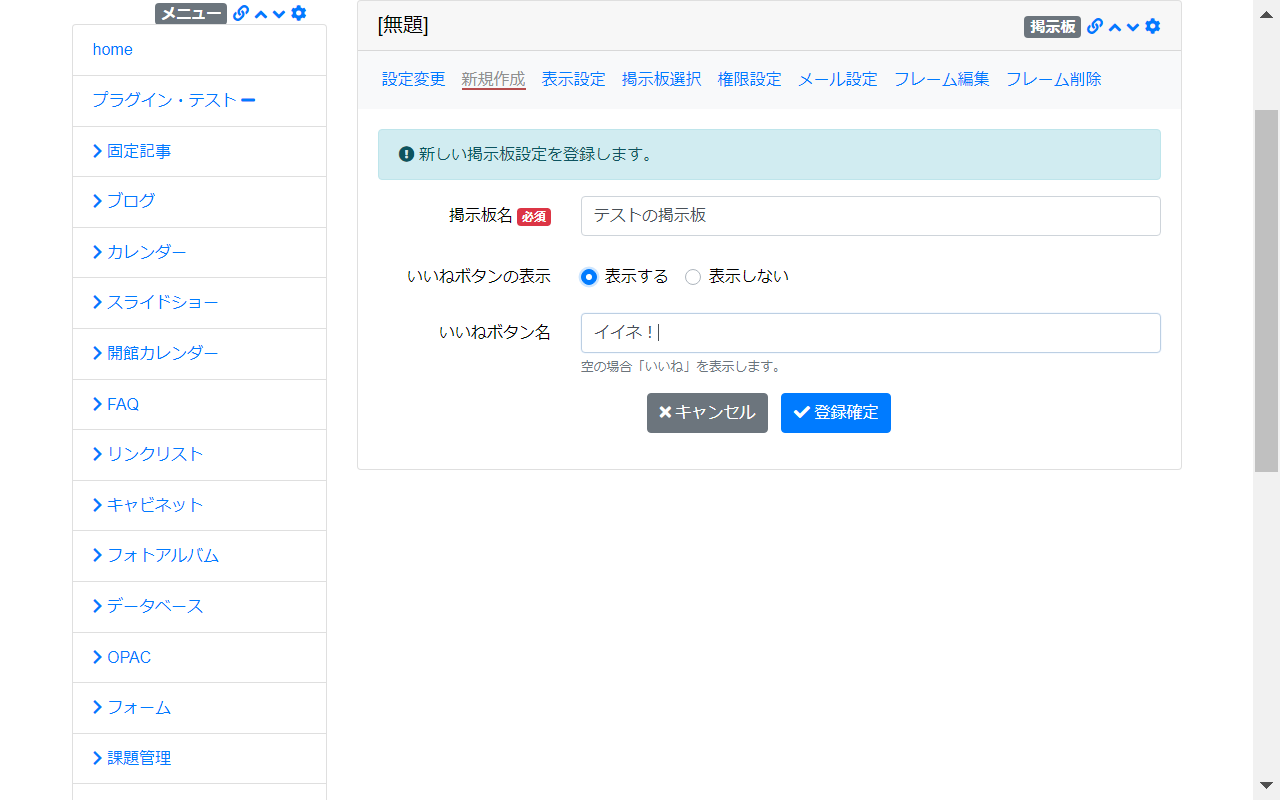 メニュー
home
プラグイン・テスト
固定記事
ブログ
カレンダー
スライドショー
開館カレンダー
FAQ
リンクリスト
キャビネット
フォトアルバム
データベース
OPAC
フォーム
課題管理
[無題]
掲示板
設定変更 新規作成 表示設定 掲示板選択 権限設定 メール設定 フレーム編集 フレーム削除
新しい掲示板設定を登録します。
掲示板名 必須 テストの掲示板
いいねボタンの表示 表示する 表示しない
いいねボタン名 イイネ！
空の場合「いいね」を表示します。
キャンセル 登録確定